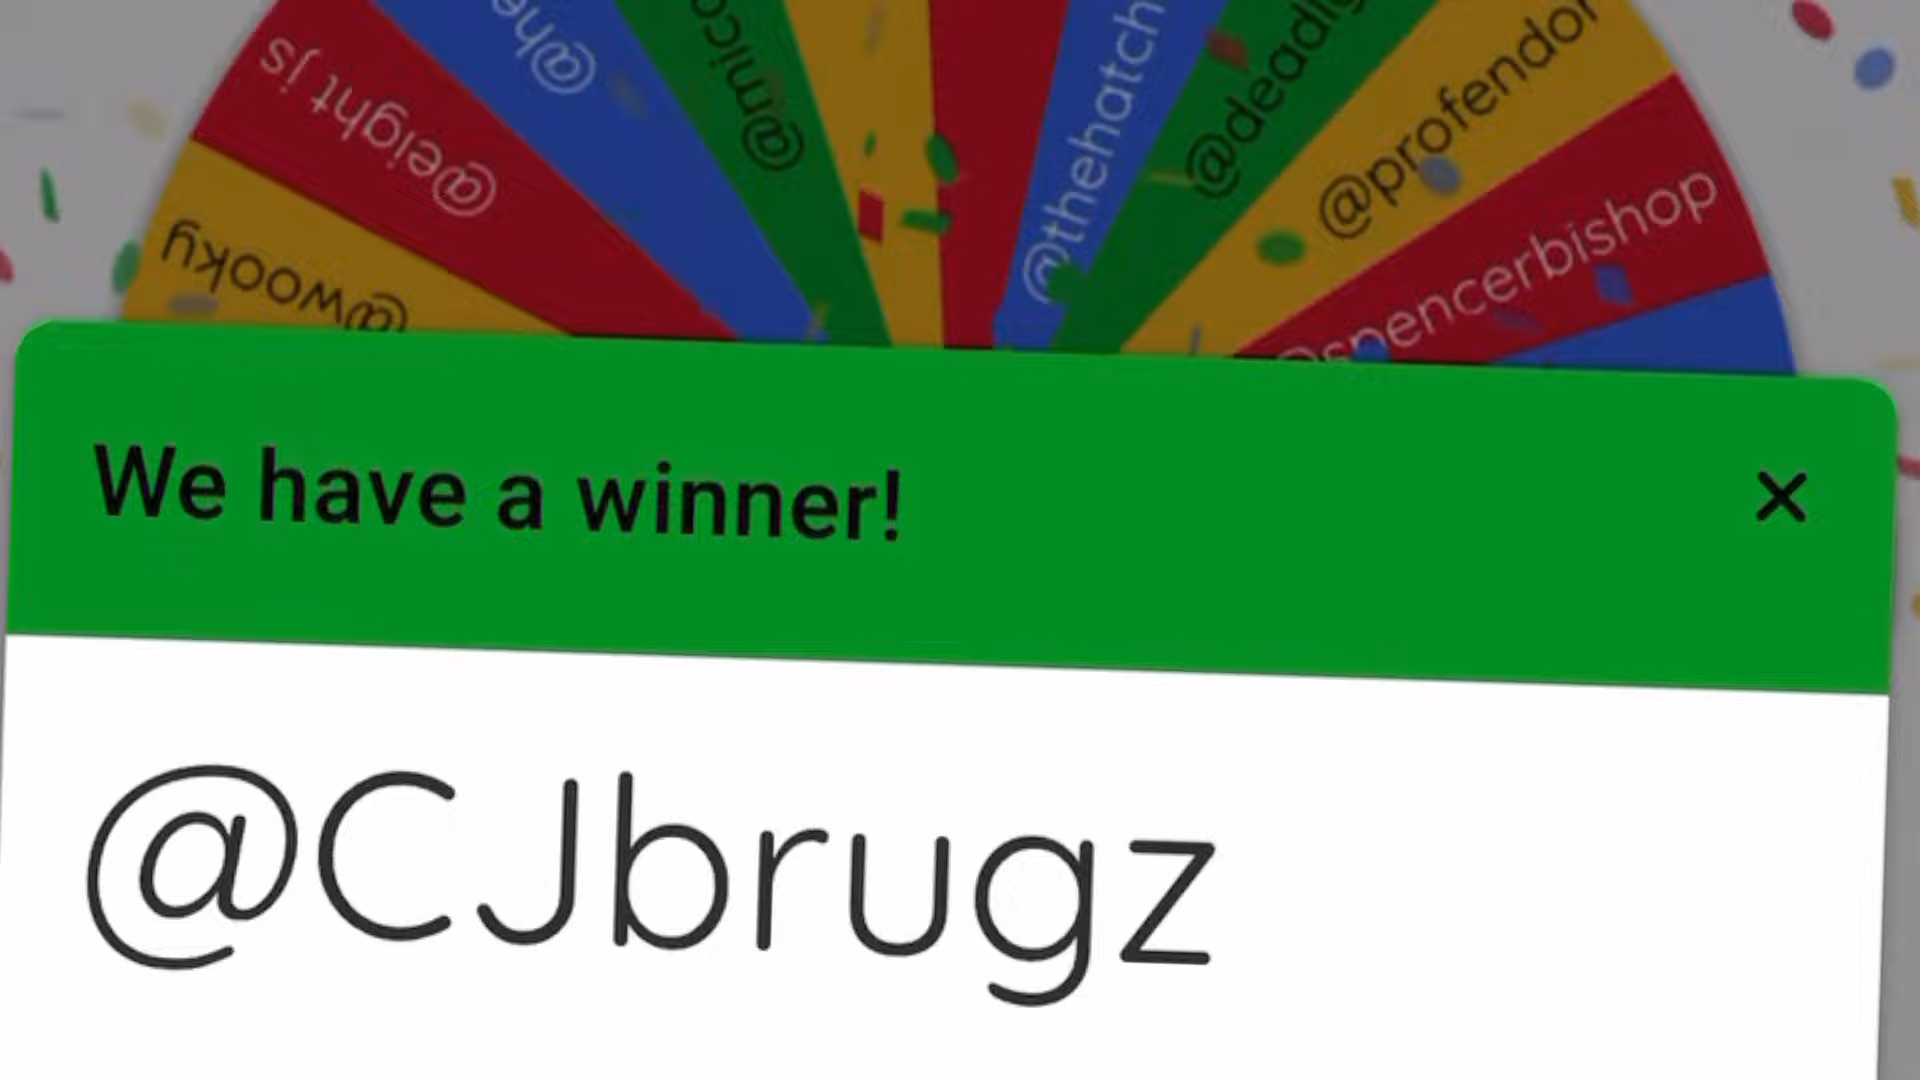 @wooky
@eight js
@thehatch
@profendor
@spencerbishop
We have a winner!
@CJbrugz